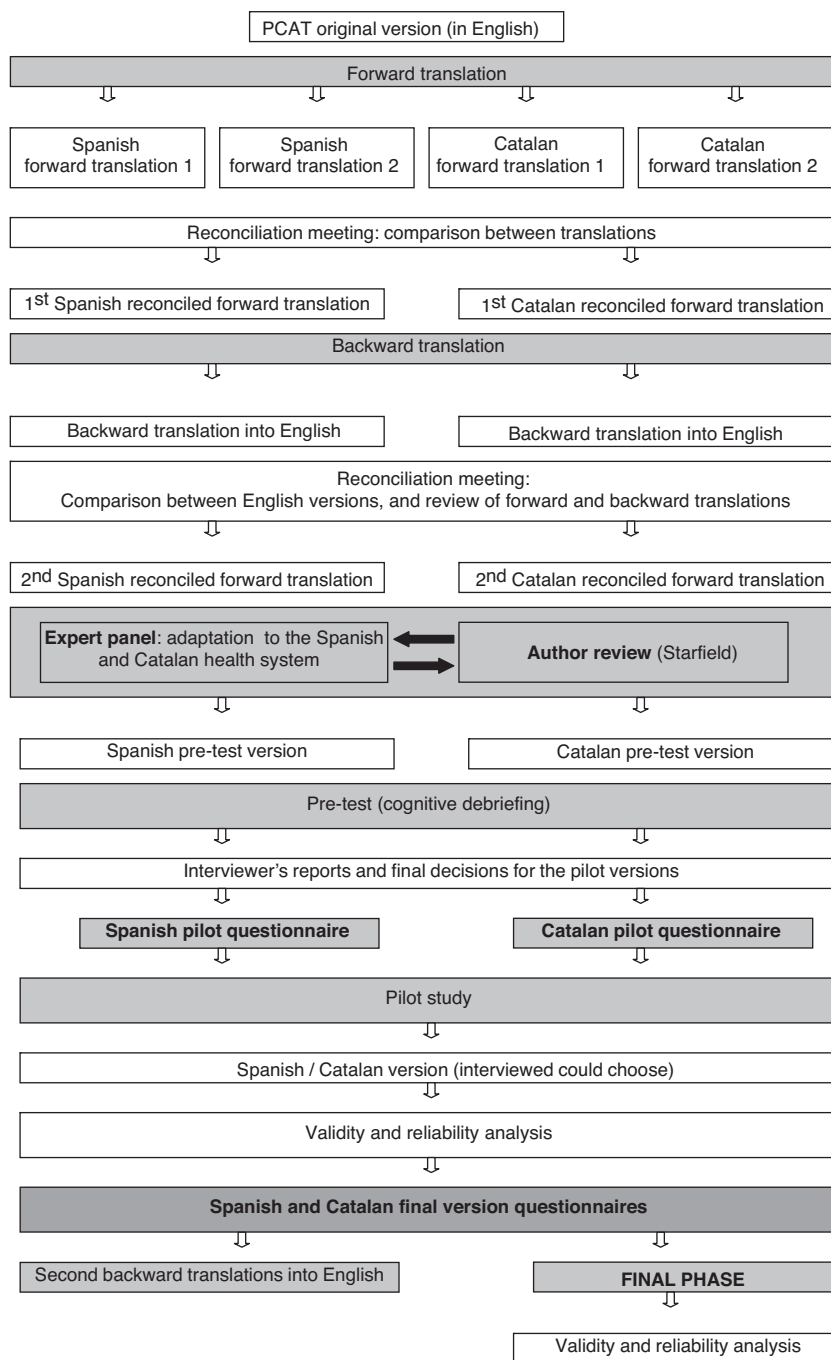 PCAT original version (in English)
Forward translation
Spanish
forward translation 1
Spanish
forward translation 2
Catalan
forward translation 1
Catalan
forward translation 2
Reconciliation meeting: comparison between translations
1st Spanish reconciled forward translation
1st Catalan reconciled forward translation
Backward translation
Backward translation into English
Backward translation into English
Reconciliation meeting:
Comparison between English versions, and review of forward and backward translations
2nd Spanish reconciled forward translation
2nd Catalan reconciled forward translation
Expert panel: adaptation to the Spanish
and Catalan health system
Author review (Starfield)
Spanish pre-test version
Catalan pre-test version
Pre-test (cognitive debriefing)
Interviewer's reports and final decisions for the pilot versions
Spanish pilot questionnaire
Catalan pilot questionnaire
Pilot study
Spanish / Catalan version (interviewed could choose)
Validity and reliability analysis
Spanish and Catalan final version questionnaires
Second backward translations into English
FINAL PHASE
Validity and reliability analysis